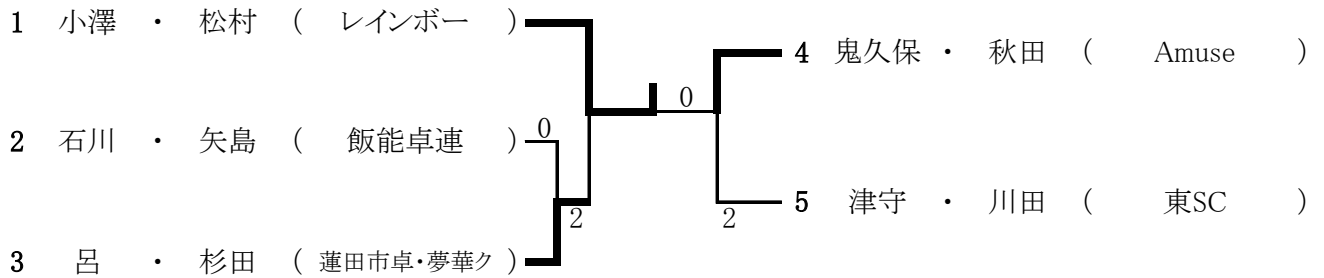 1 小澤 ・ 松村 ( レインボー )
4 鬼久保 ・ 秋田 ( Amuse )
0
2 石川 ・ 矢島 ( 飯能卓連 ) 0
2
2
5 津守 ・ 川田 ( 東SC )
3 呂 ・ 杉田 ( 蓮田市卓・夢華ク )